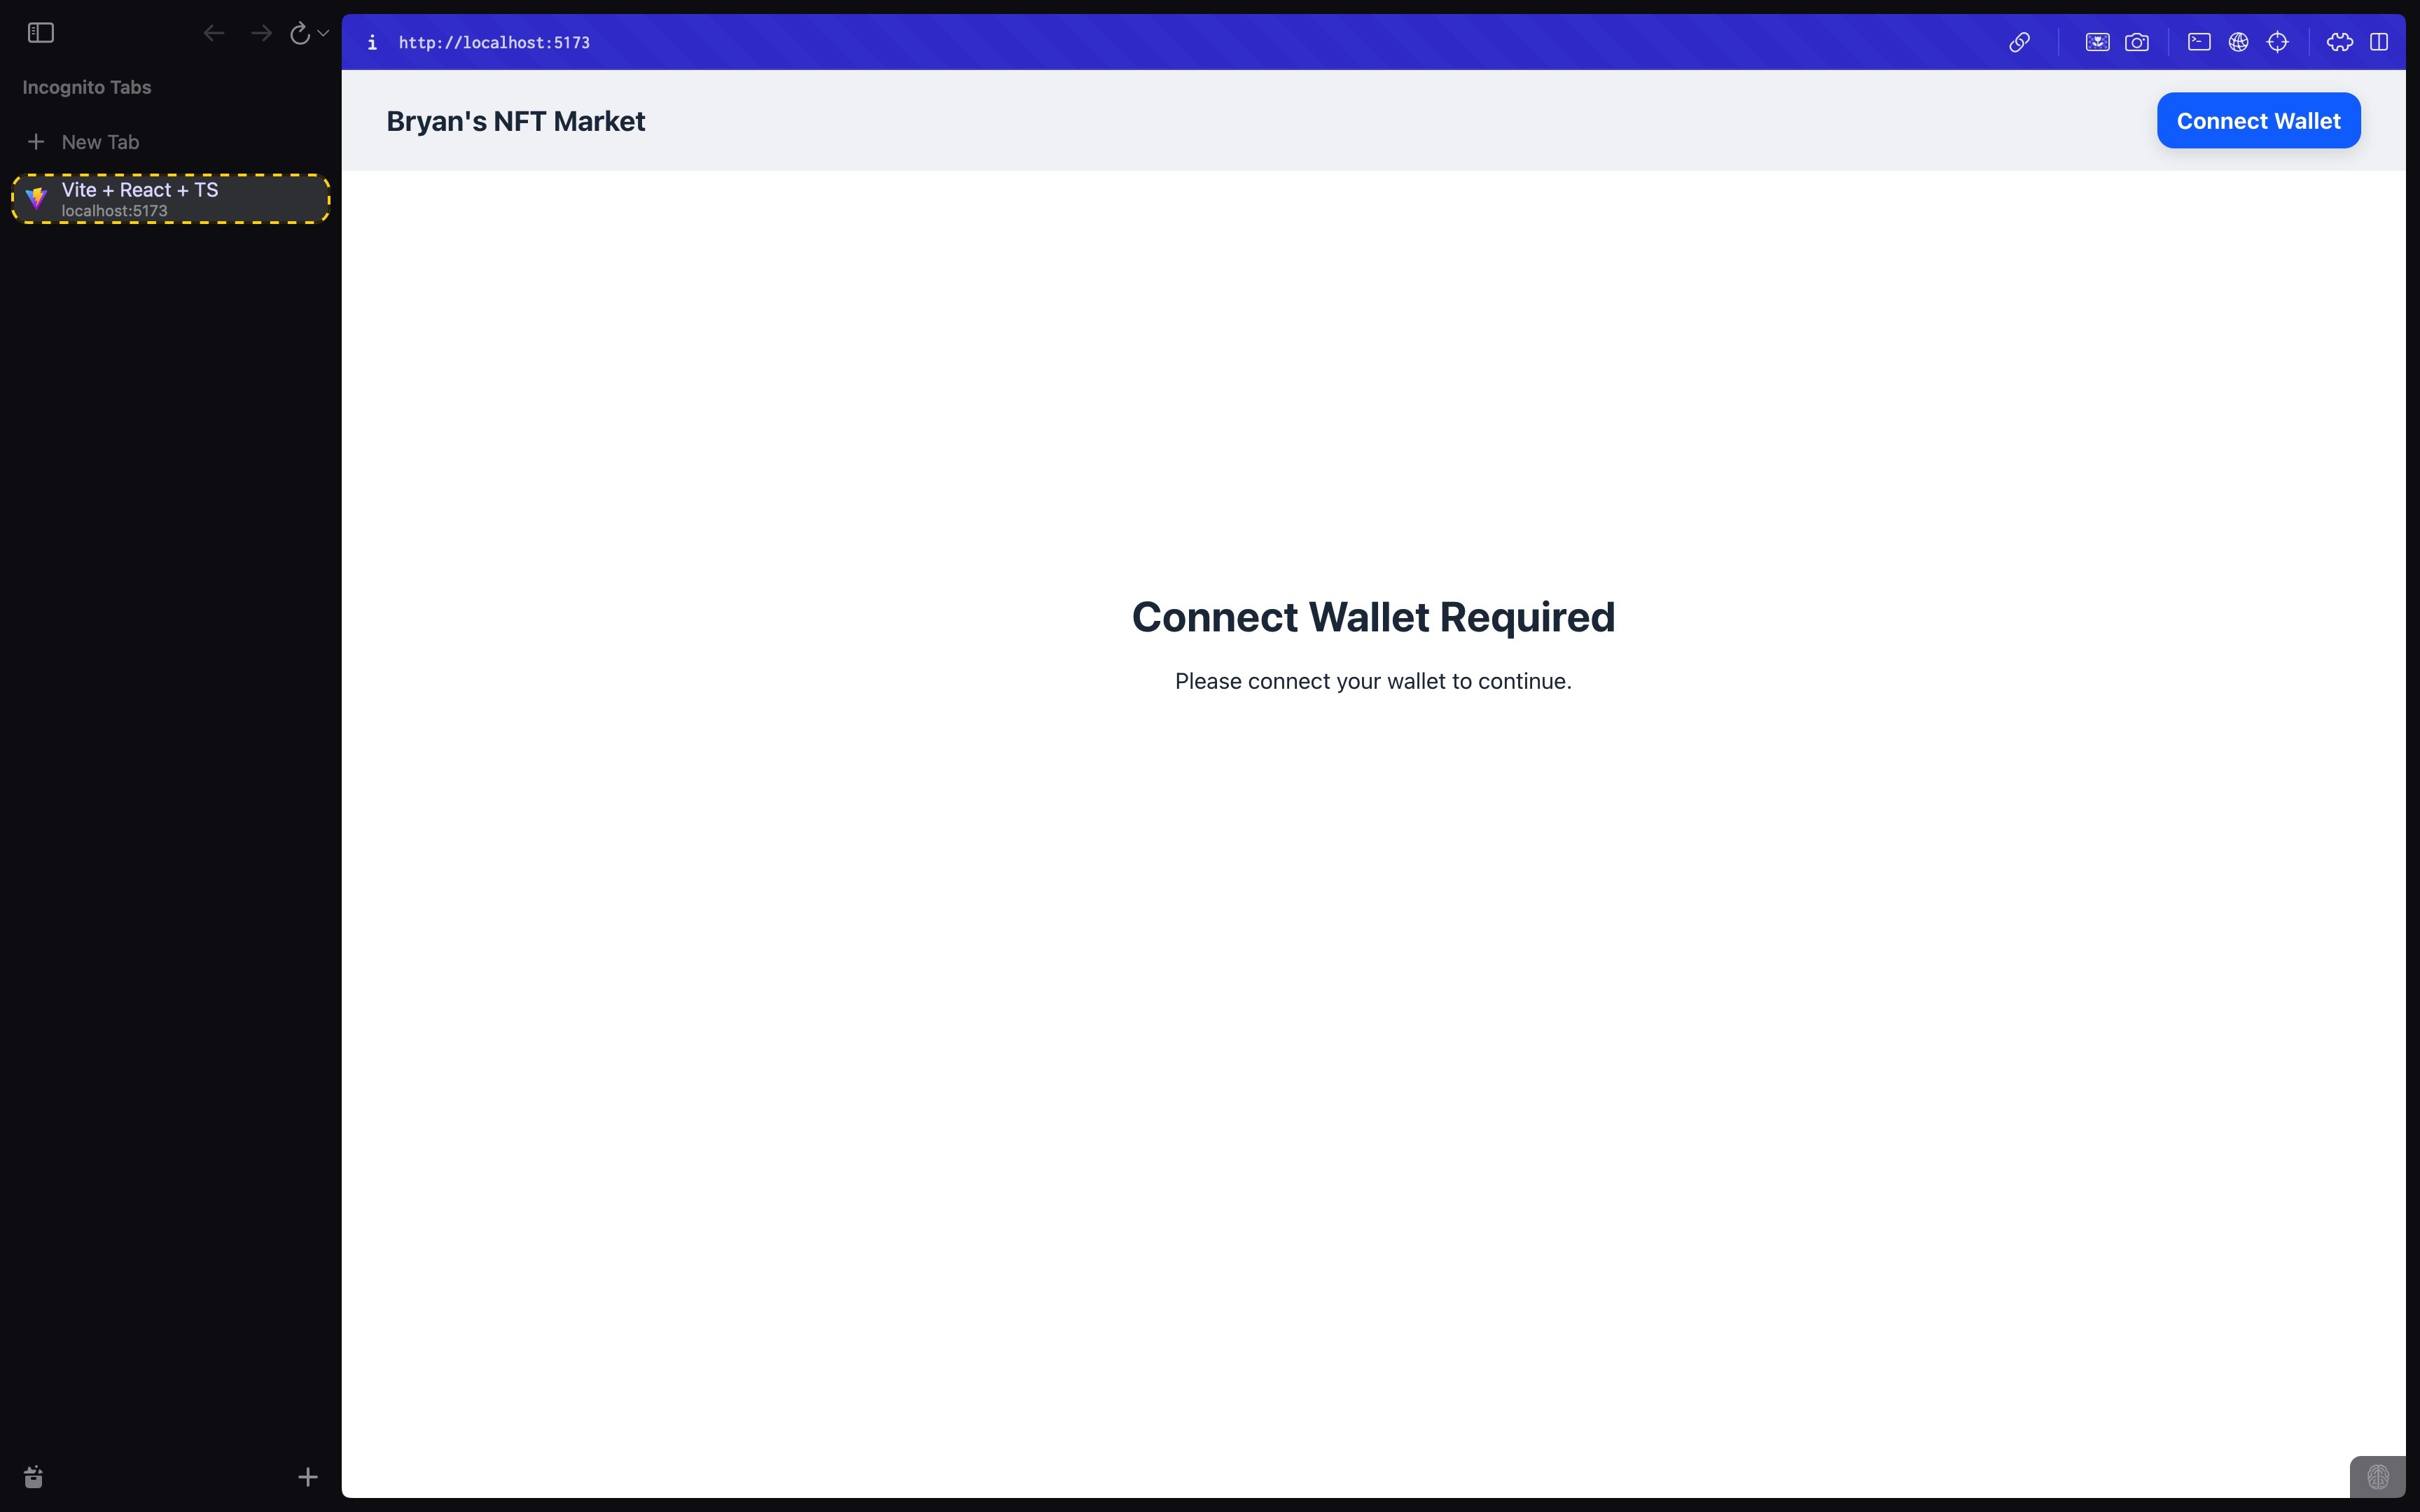 Incognito Tabs
New Tab
Vite + React + TS
localhost:5173
i http://localhost:5173
Bryan's NFT Market
Connect Wallet
Connect Wallet Required
Please connect your wallet to continue.